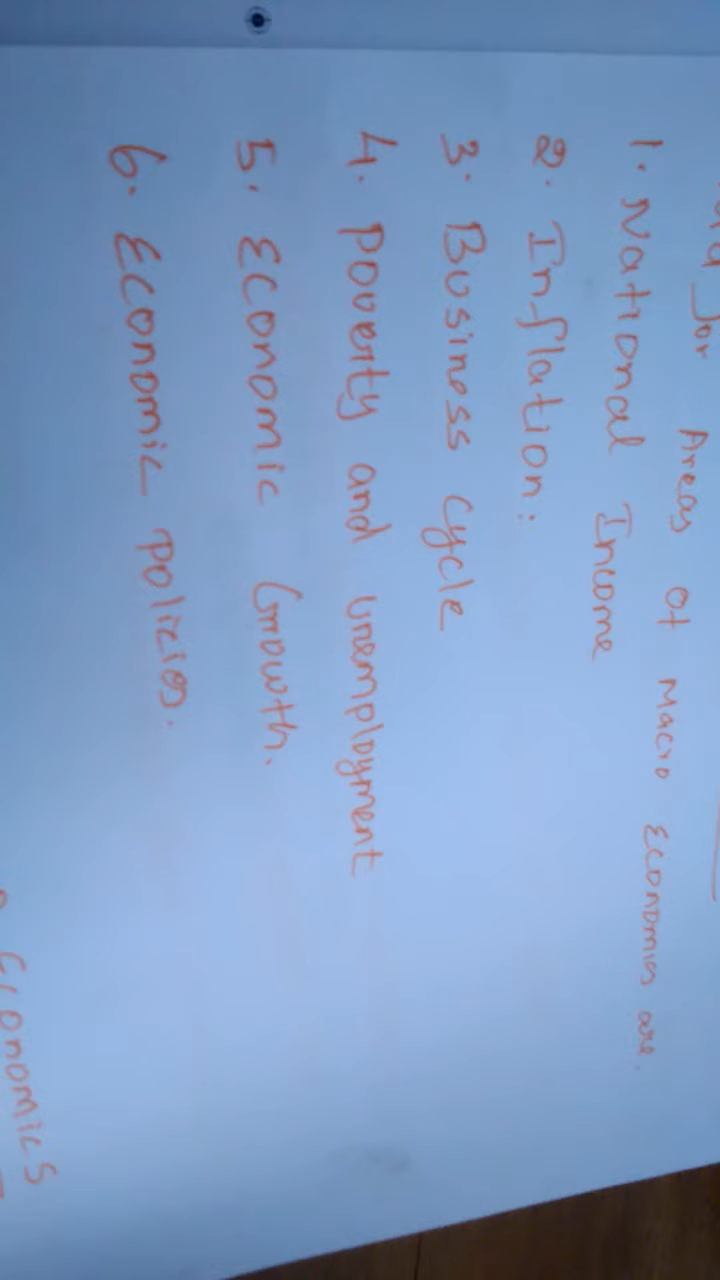 Areas of Macro Economics are.
1. National Income
2. Inflation:
3. Business cycle
4. Poverty and Unemployment
5. Economic Growth.
6. Economic policies.
Economics